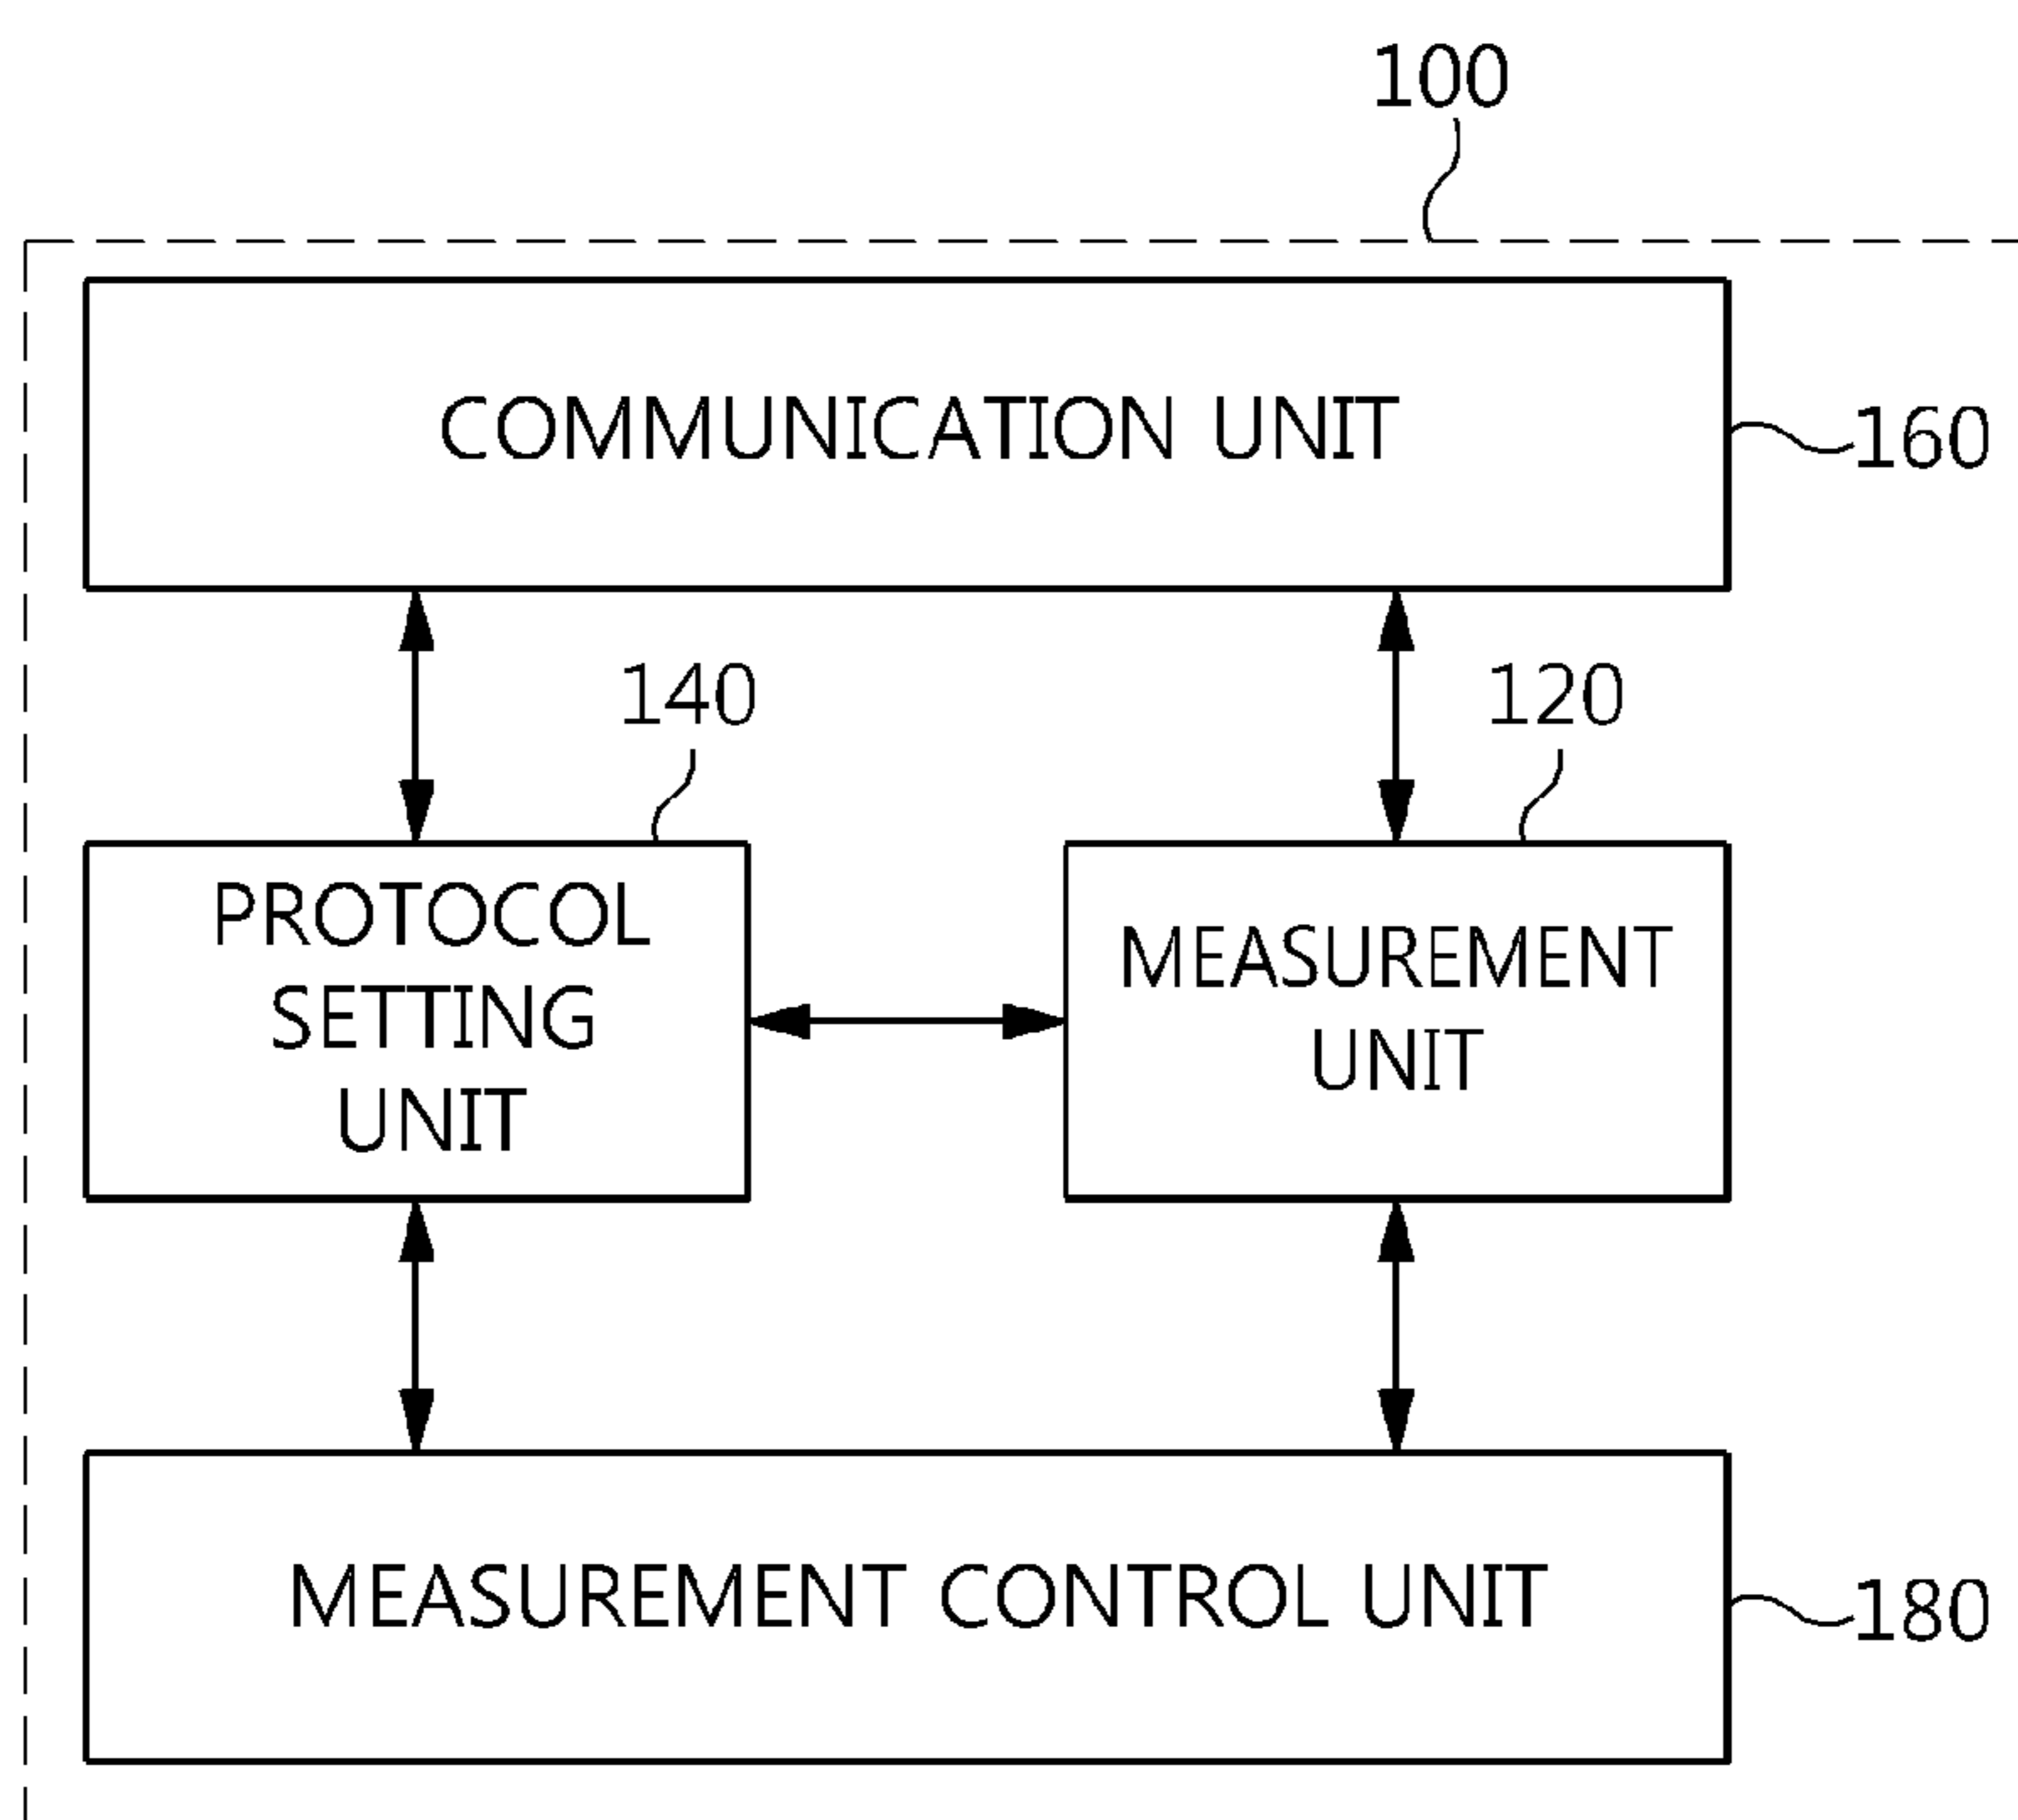 100
COMMUNICATION UNIT
160
140
120
PROTOCOL
SETTING
UNIT
MEASUREMENT
UNIT
MEASUREMENT CONTROL UNIT
180